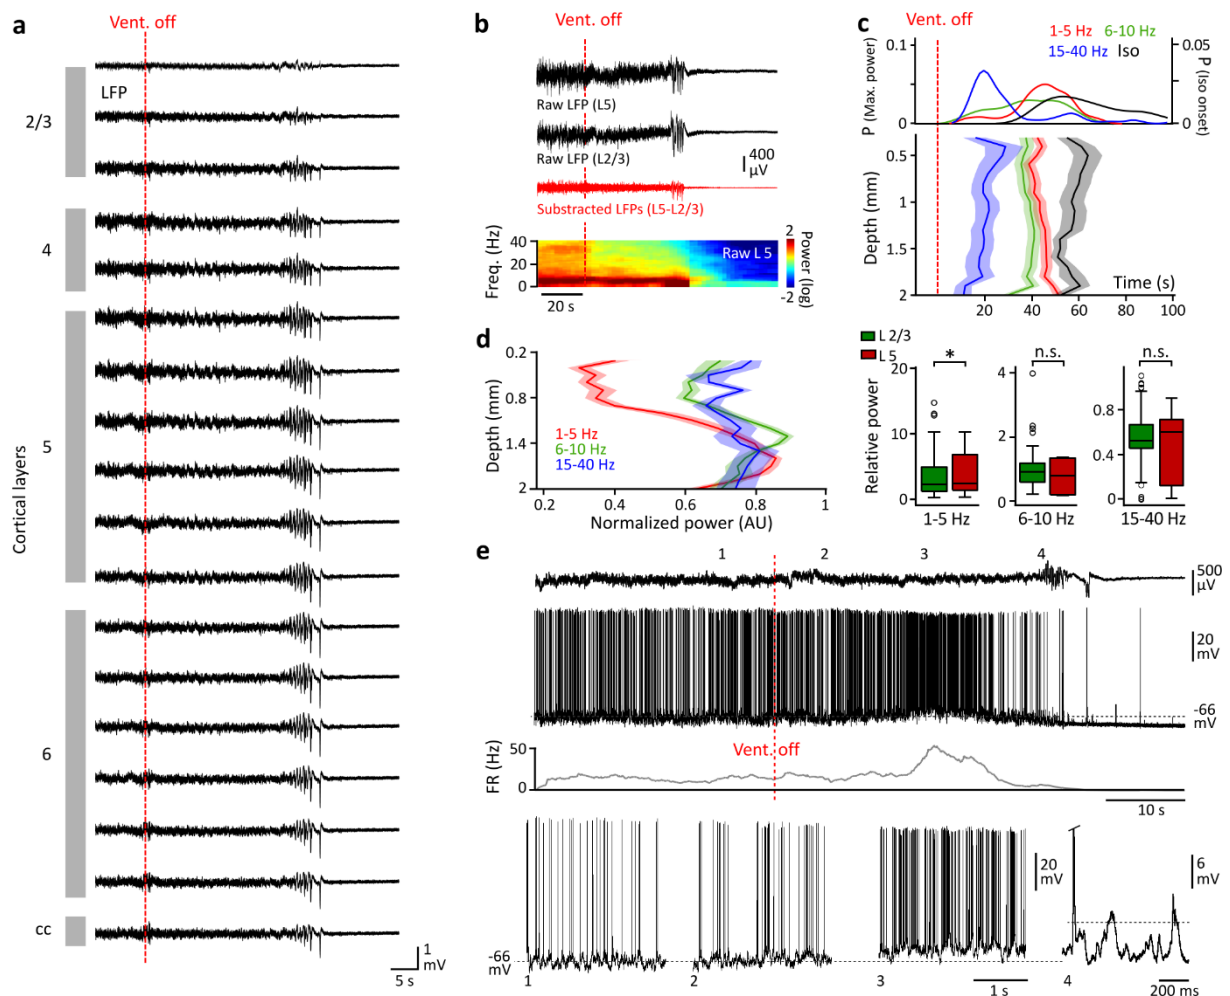 a
Vent. off
LFP
2/3
4
5
6
cc
Cortical layers
1
mV
5 s
b
Vent. off
Raw LFP (L5)
Raw LFP (L2/3)
400
µV
Substracted LFPs (L5-L2/3)
Freq. (Hz)
40
20
0
Raw L 5
2
-2
Power (log)
20 s
c
Vent. off
1-5 Hz 6-10 Hz
15-40 Hz Iso
P (Max. power)
0.1
0
0.05
0
P (Iso onset)
Depth (mm)
0.5
1
1.5
2
Time (s)
20 40 60 80 100
L 2/3
L 5
Relative power
20
10
0
*
1-5 Hz
n.s.
4
2
0
6-10 Hz
n.s.
0.8
0.4
0
15-40 Hz
d
Depth (mm)
0.2
0.8
1.4
2
1-5 Hz
6-10 Hz
15-40 Hz
0.2 0.4 0.6 0.8 1
Normalized power (AU)
e
1 2 3 4
500
µV
20
mV
-66
mV
Vent. off
FR (Hz)
50
0
10 s
-66
mV
1 2 3 4
20
mV
1 s
6
mV
200 ms